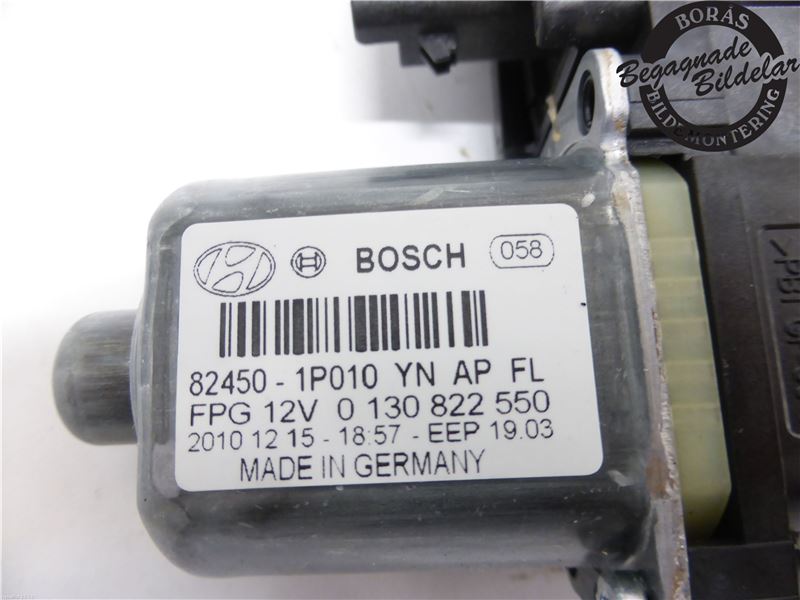 BORÅS
Begagnade
Bildelar
BILDEMONTERING
BOSCH 058
82450 - 1P010 YN AP FL
FPG 12V 0 130 822 550
2010 12 15 - 18:57 - EEP 19.03
MADE IN GERMANY